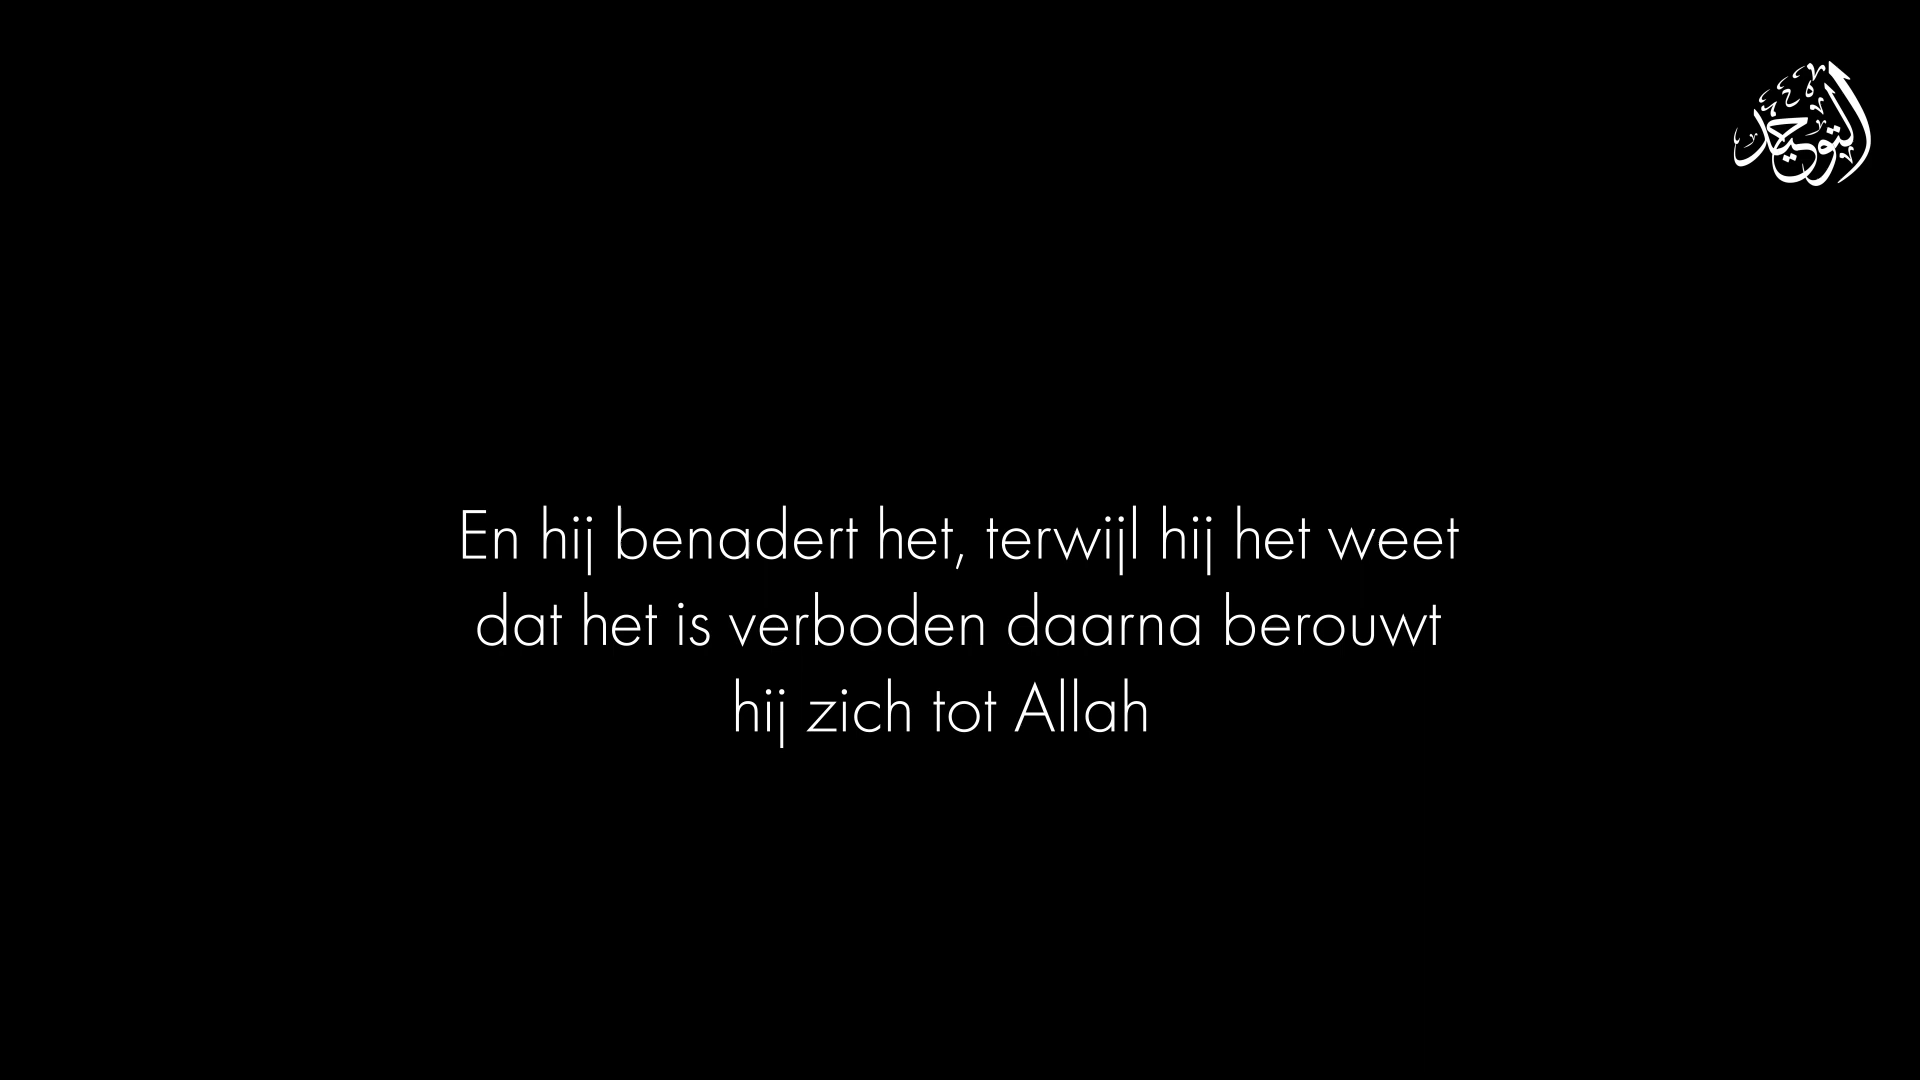 التوحيد
En hij benadert het, terwijl hij het weet
dat het is verboden daarna berouwt
hij zich tot Allah